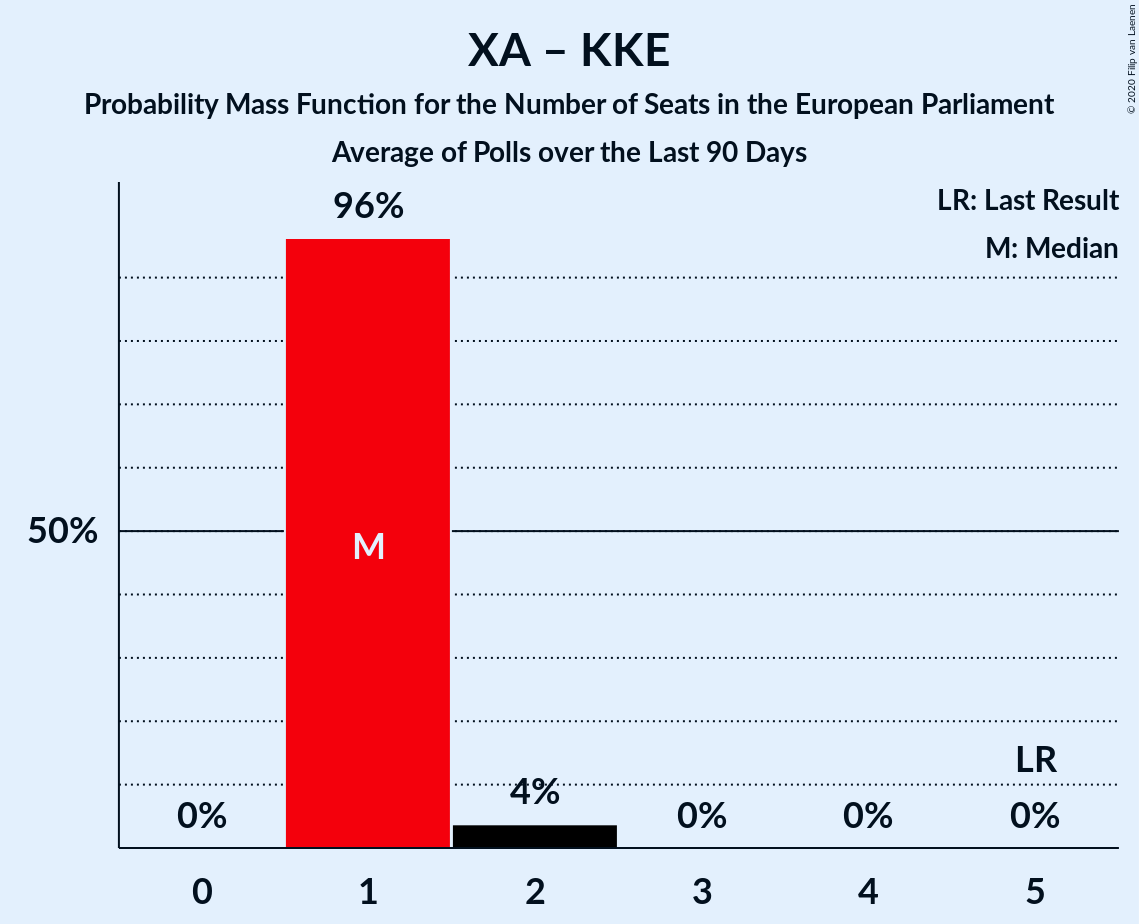 XA – KKE
Probability Mass Function for the Number of Seats in the European Parliament
Average of Polls over the Last 90 Days
© 2020 Filip van Laenen
LR: Last Result
M: Median
96%
50%
M
LR
0%
4%
0%
0%
0%
0
1
2
3
4
5